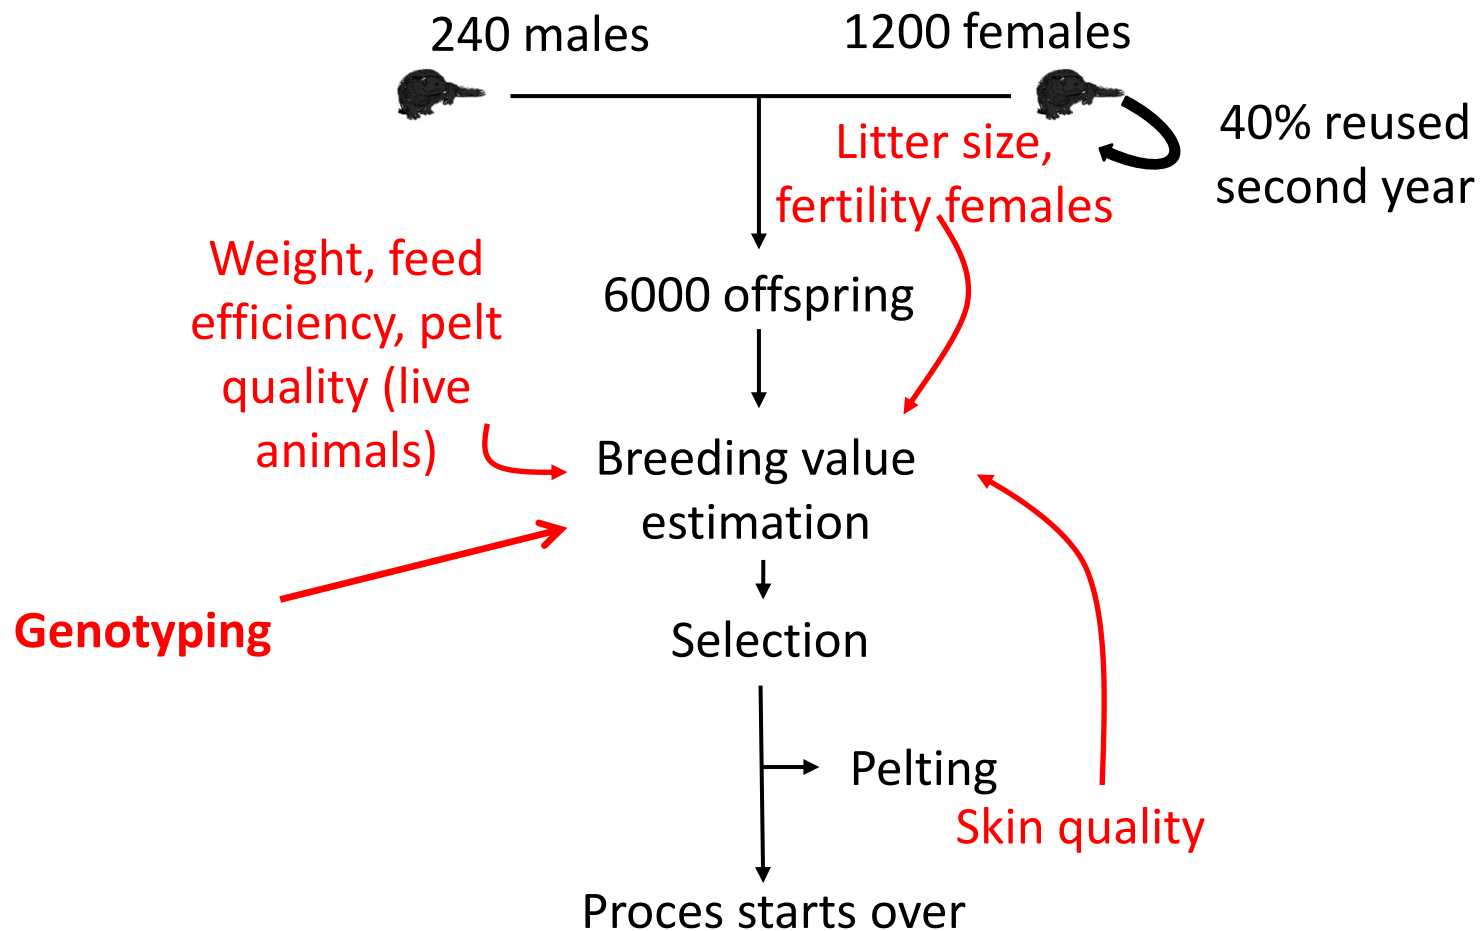 240 males
1200 females
40% reused
second year
Litter size,
fertility females
Weight, feed
efficiency, pelt
quality (live
animals)
6000 offspring
Breeding value
estimation
Genotyping
Selection
Pelting
Skin quality
Proces starts over